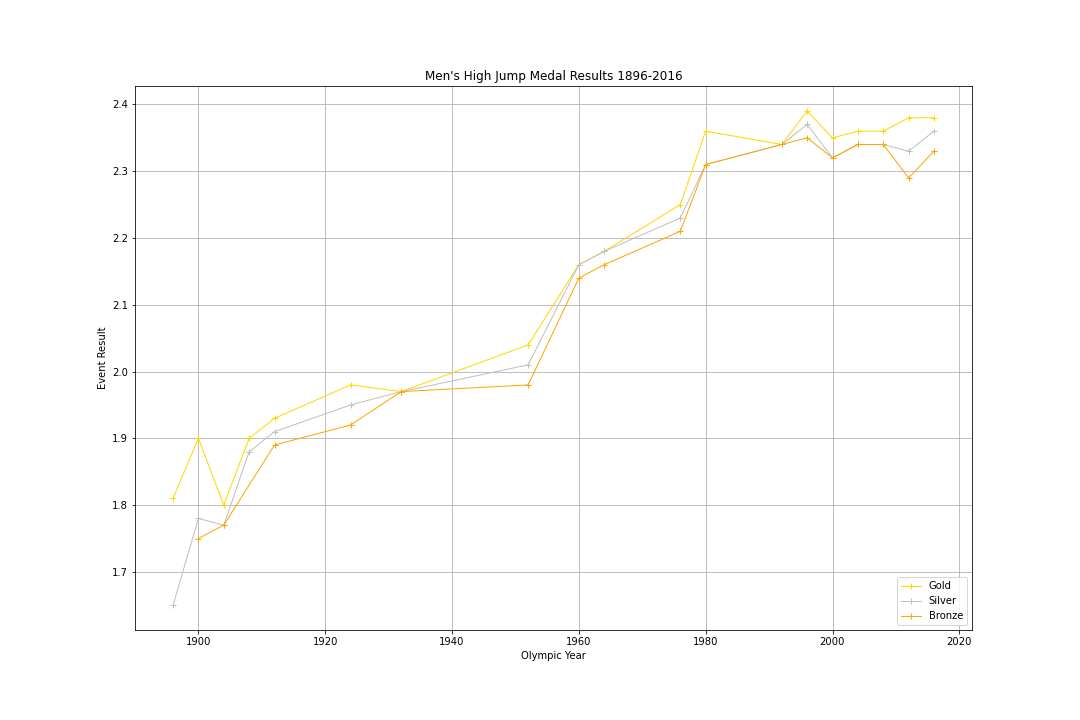 Men's High Jump Medal Results 1896-2016
2.4
2.3
2.2
2.1
2.0
1.9
1.8
1.7
Event Result
1900 1920 1940 1960 1980 2000 2020
Olympic Year
Gold
Silver
Bronze